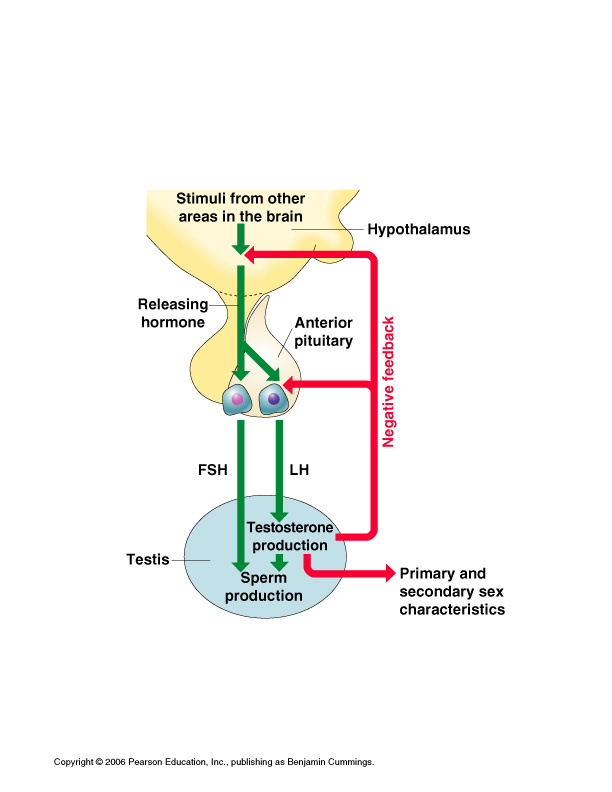 Stimuli from other
areas in the brain
Hypothalamus
Releasing
hormone
Anterior
pituitary
Negative feedback
FSH
LH
Testosterone
production
Testis
Sperm
production
Primary and
secondary sex
characteristics
Copyright © 2006 Pearson Education, Inc., publishing as Benjamin Cummings.